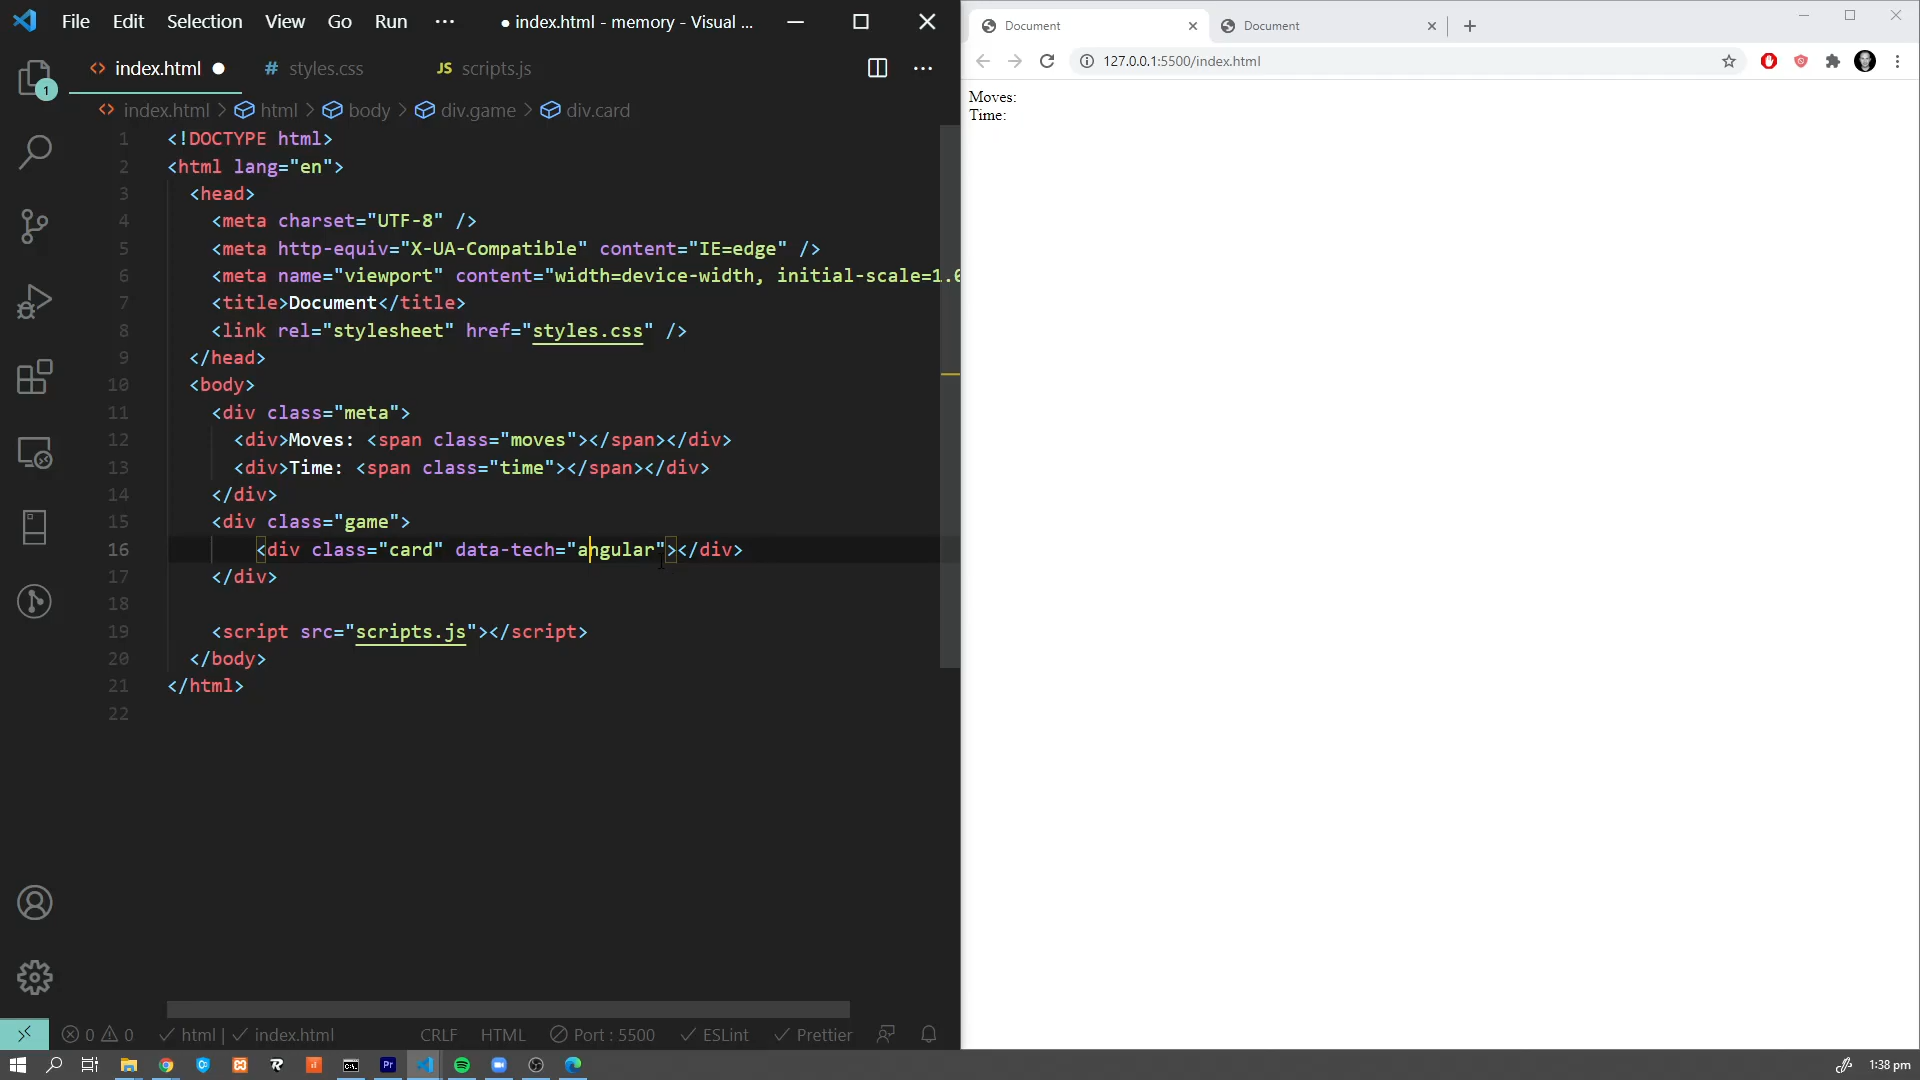 File Edit Selection View Go Run ··· ● index.html - memory - Visual ...
<> index.html ● # styles.css JS scripts.js ···
1
<> index.html > html > body > div.game > div.card
1 <!DOCTYPE html>
2 <html lang="en">
3 <head>
4 <meta charset="UTF-8" />
5 <meta http-equiv="X-UA-Compatible" content="IE=edge" />
6 <meta name="viewport" content="width=device-width, initial-scale=1.0
7 <title>Document</title>
8 <link rel="stylesheet" href="styles.css" />
9 </head>
10 <body>
11 <div class="meta">
12 <div>Moves: <span class="moves"></span></div>
13 <div>Time: <span class="time"></span></div>
14 </div>
15 <div class="game">
16 <div class="card" data-tech="angular"></div>
17 </div>
18
19 <script src="scripts.js"></script>
20 </body>
21 </html>
22
0 0 ✓ html | ✓ index.html CRLF HTML Port : 5500 ✓ ESLint ✓ Prettier
Document Document
127.0.0.1:5500/index.html
Moves:
Time:
Pr
1:38 pm